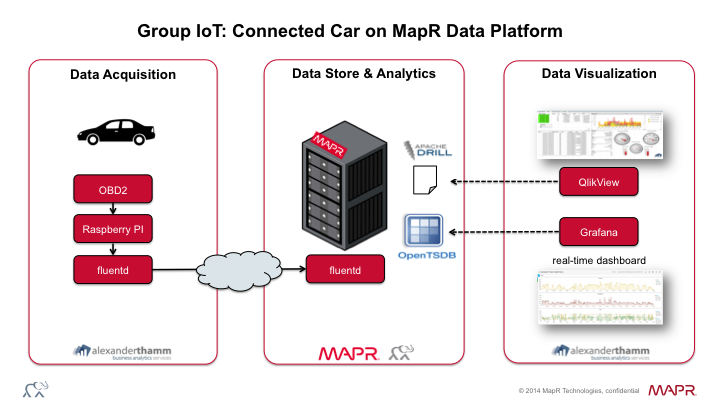 Group IoT: Connected Car on MapR Data Platform
Data Acquisition
OBD2
Raspberry PI
fluentd
alexanderthamm
business analytics services
Data Store & Analytics
MAPR
APACHE
DRILL
OpenTSDB
fluentd
MAPR
Data Visualization
QlikView
Grafana
real-time dashboard
alexanderthamm
business analytics services
© 2014 MapR Technologies, confidential
MAPR